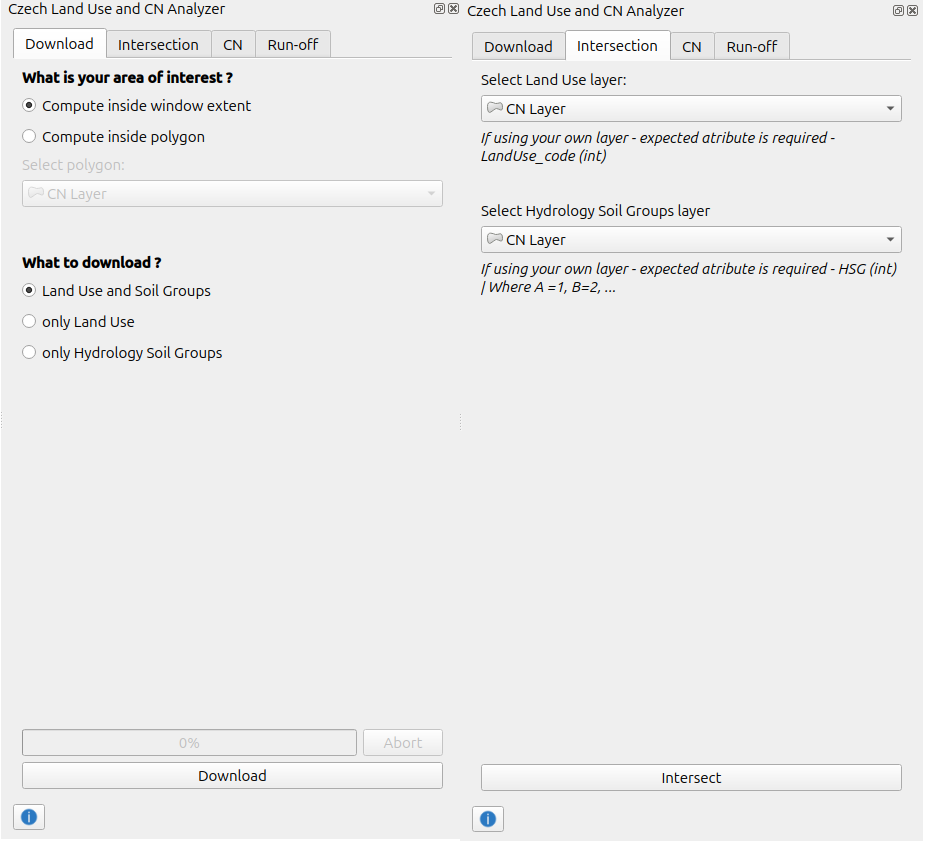 Czech Land Use and CN Analyzer
Download Intersection CN Run-off
What is your area of interest ?
Compute inside window extent
Compute inside polygon
Select polygon:
CN Layer
What to download ?
Land Use and Soil Groups
only Land Use
only Hydrology Soil Groups
0% Abort
Download
i
Czech Land Use and CN Analyzer
Download Intersection CN Run-off
Select Land Use layer:
CN Layer
If using your own layer - expected atribute is required -
LandUse_code (int)
Select Hydrology Soil Groups layer
CN Layer
If using your own layer - expected atribute is required - HSG (int)
| Where A =1, B=2, ...
Intersect
i